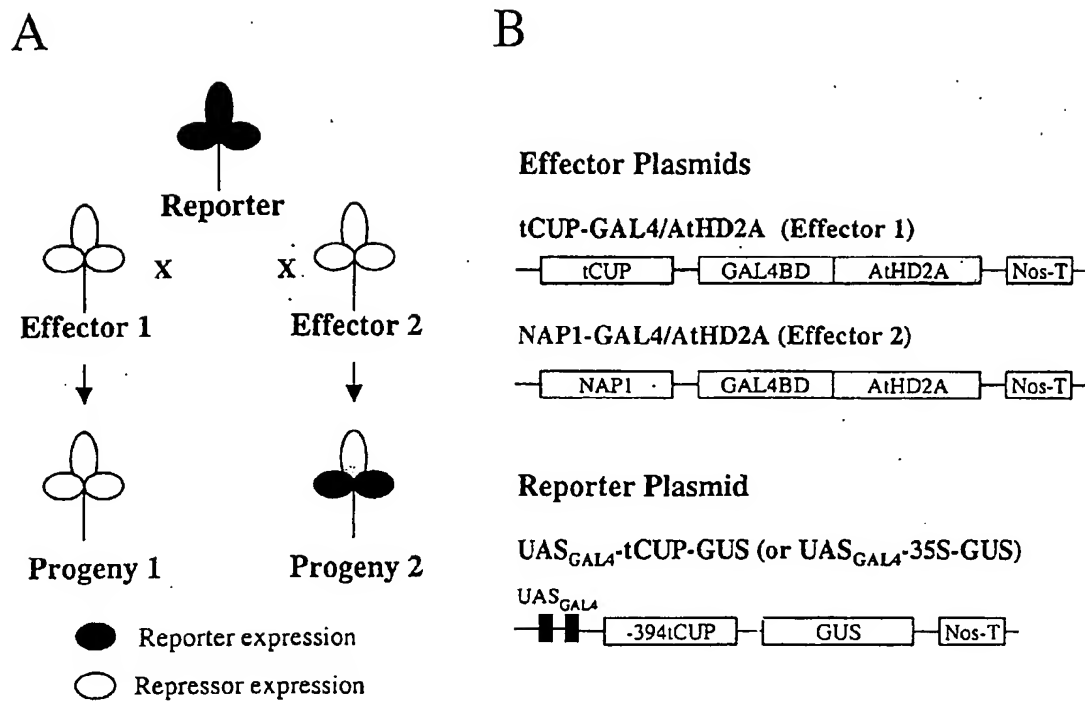 A
B
Reporter
X
X
Effector 1
Effector 2
Progeny 1
Progeny 2
Reporter expression
Repressor expression
Effector Plasmids
tCUP-GAL4/AtHD2A (Effector 1)
tCUP GAL4BD AtHD2A Nos-T
NAP1-GAL4/AtHD2A (Effector 2)
NAP1 GAL4BD AtHD2A Nos-T
Reporter Plasmid
UASGAL4-tCUP-GUS (or UASGAL4-35S-GUS)
UASGAL4
-394tCUP GUS Nos-T